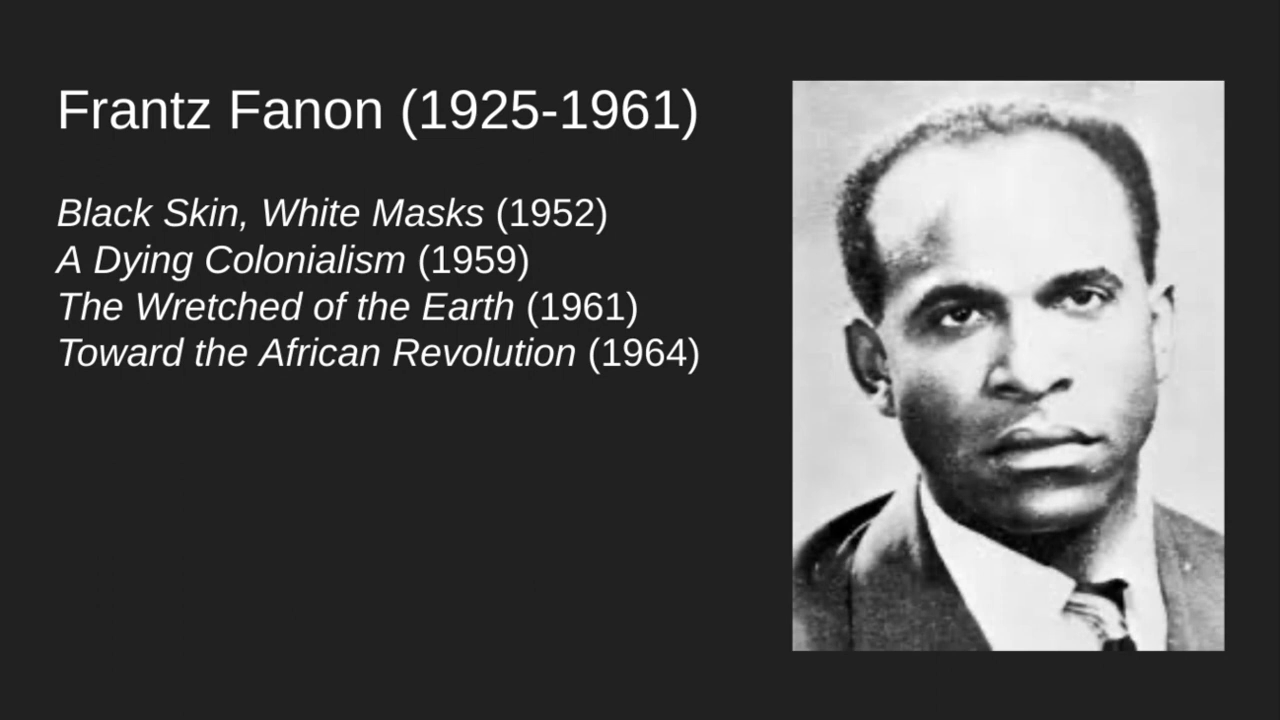 Frantz Fanon (1925-1961)
Black Skin, White Masks (1952)
A Dying Colonialism (1959)
The Wretched of the Earth (1961)
Toward the African Revolution (1964)